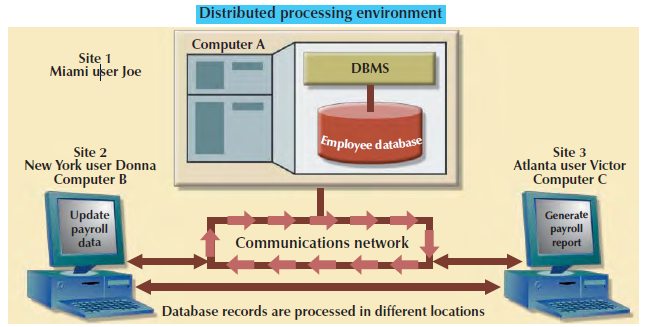 Distributed processing environment
Site 1
Miami user Joe
Computer A
DBMS
Employee database
Site 2
New York user Donna
Computer B
Update
payroll
data
Communications network
Site 3
Atlanta user Victor
Computer C
Generate
payroll
report
Database records are processed in different locations